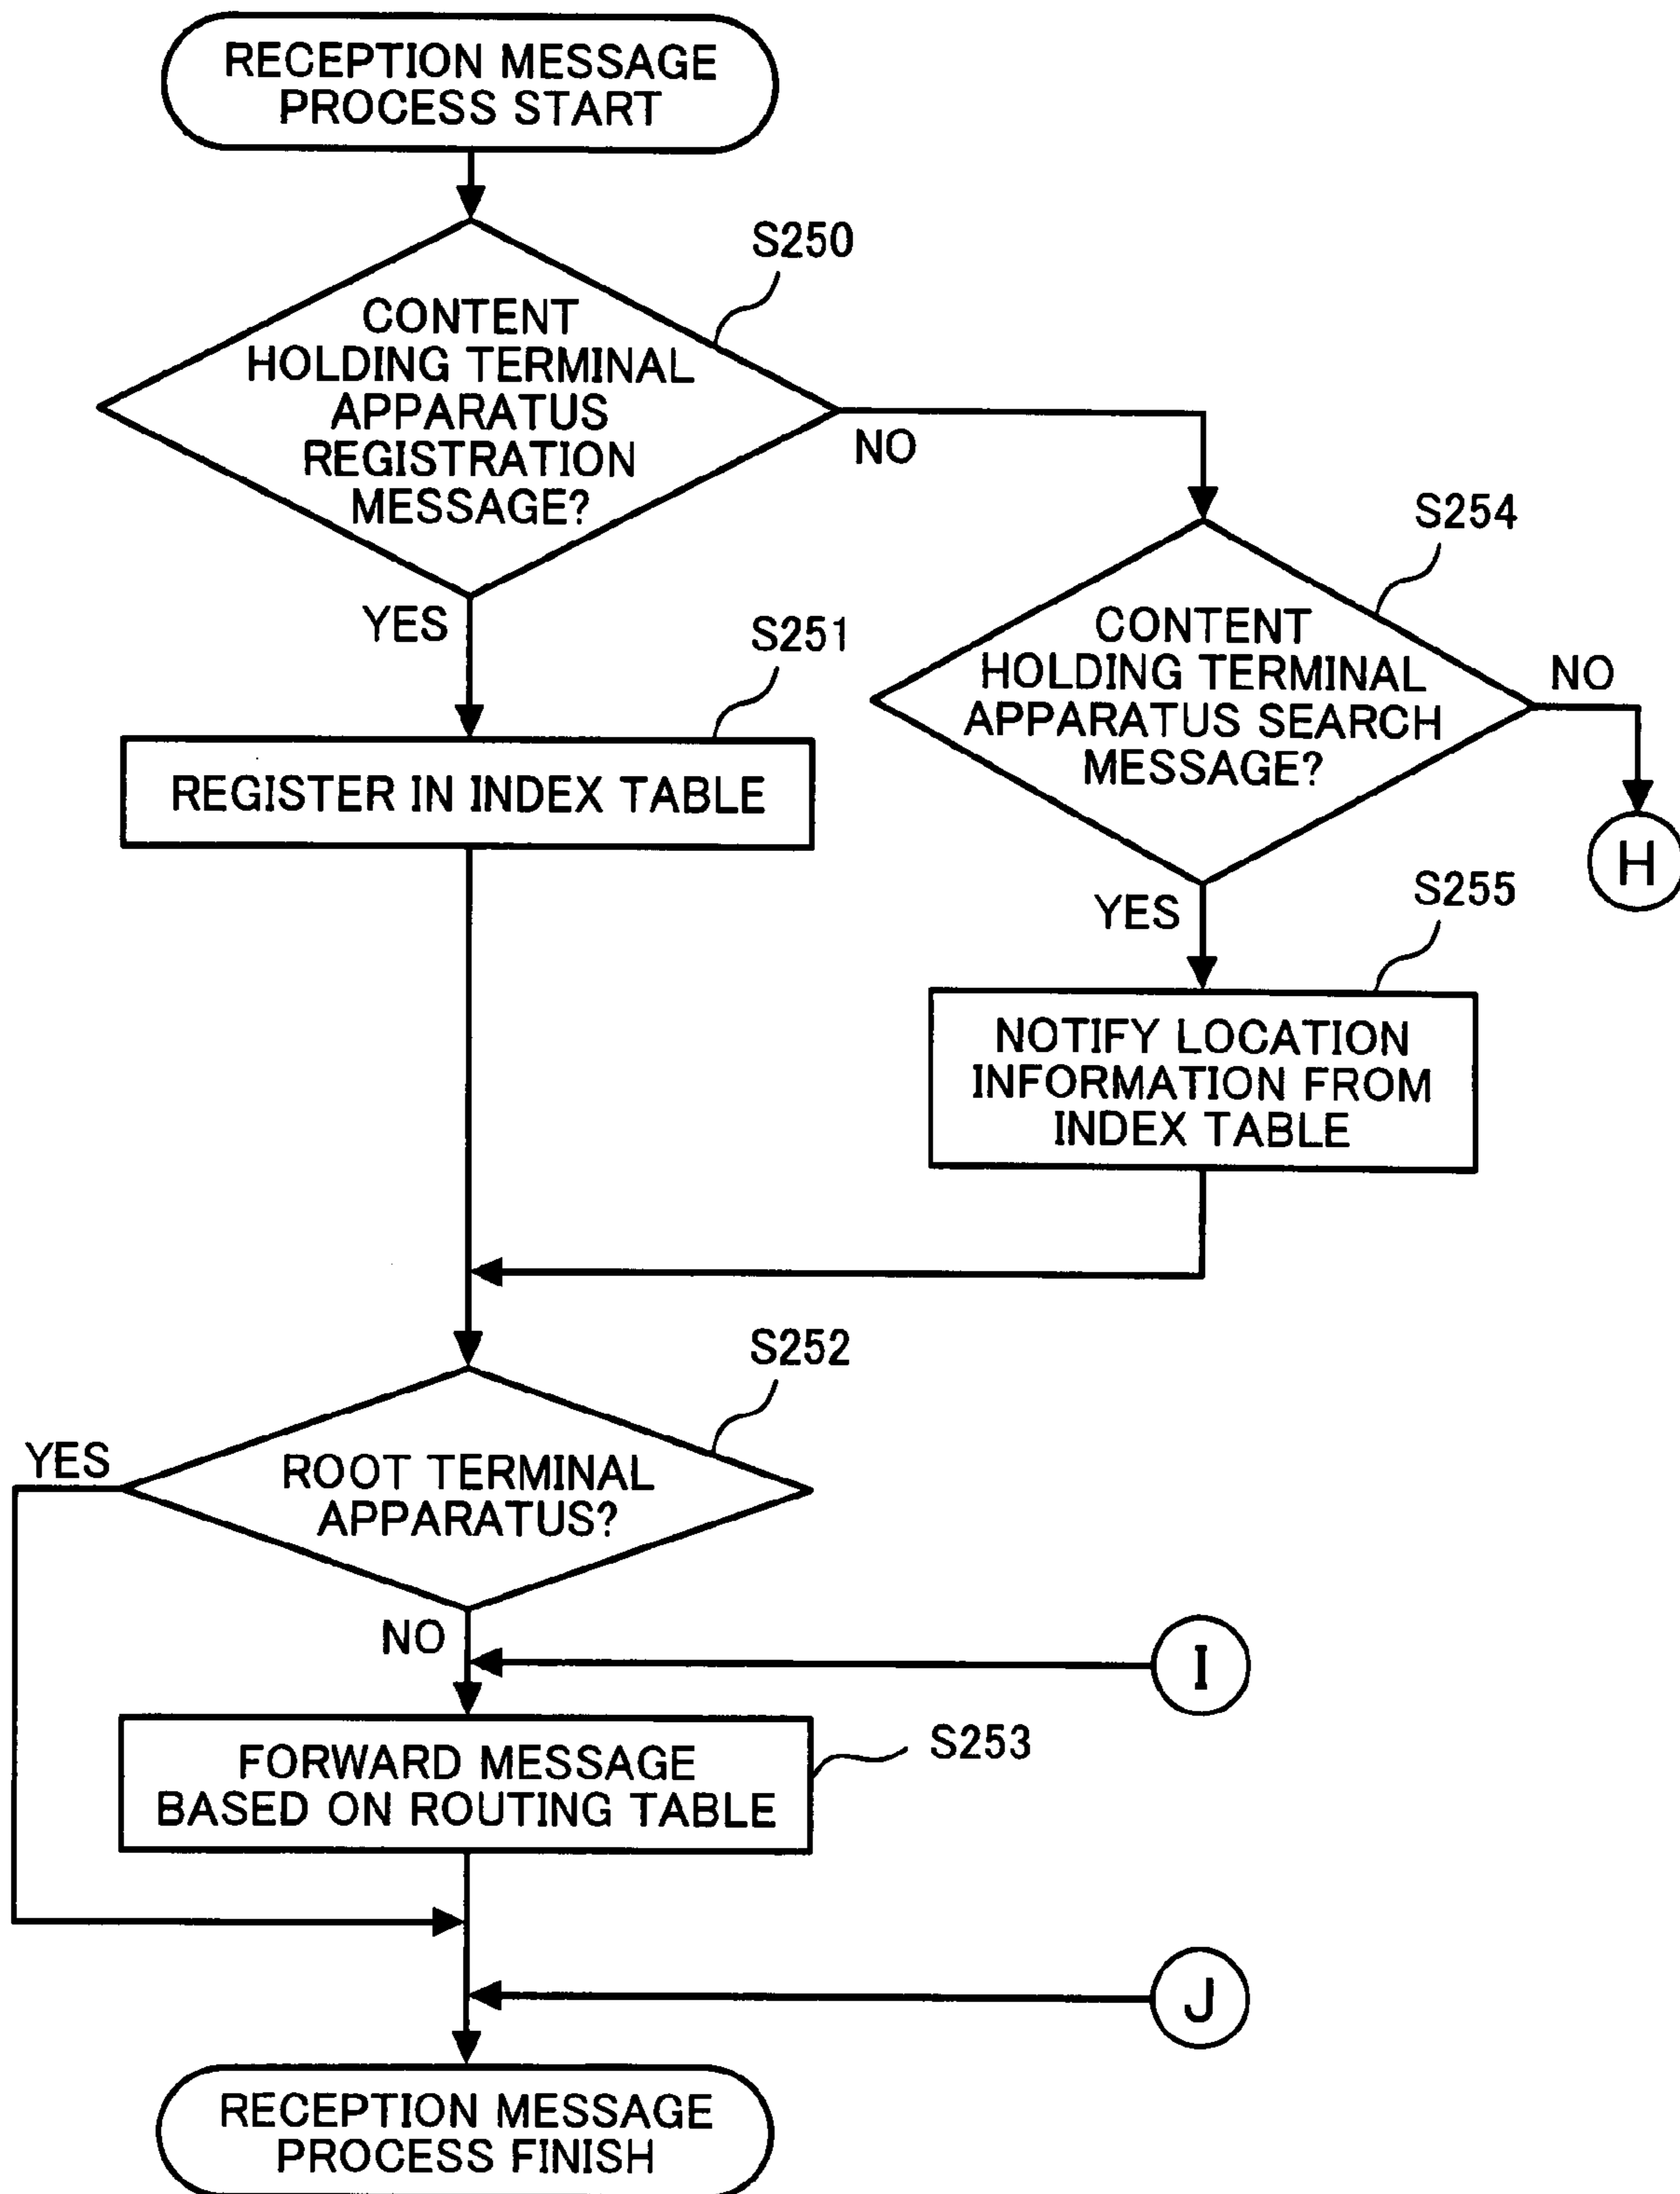 RECEPTION MESSAGE
PROCESS START
S250
CONTENT
HOLDING TERMINAL
APPARATUS
REGISTRATION
MESSAGE?
NO
YES
S254
CONTENT
HOLDING TERMINAL
APPARATUS SEARCH
MESSAGE?
NO
H
YES
S251
REGISTER IN INDEX TABLE
S255
NOTIFY LOCATION
INFORMATION FROM
INDEX TABLE
S252
YES
ROOT TERMINAL
APPARATUS?
NO
I
S253
FORWARD MESSAGE
BASED ON ROUTING TABLE
J
RECEPTION MESSAGE
PROCESS FINISH